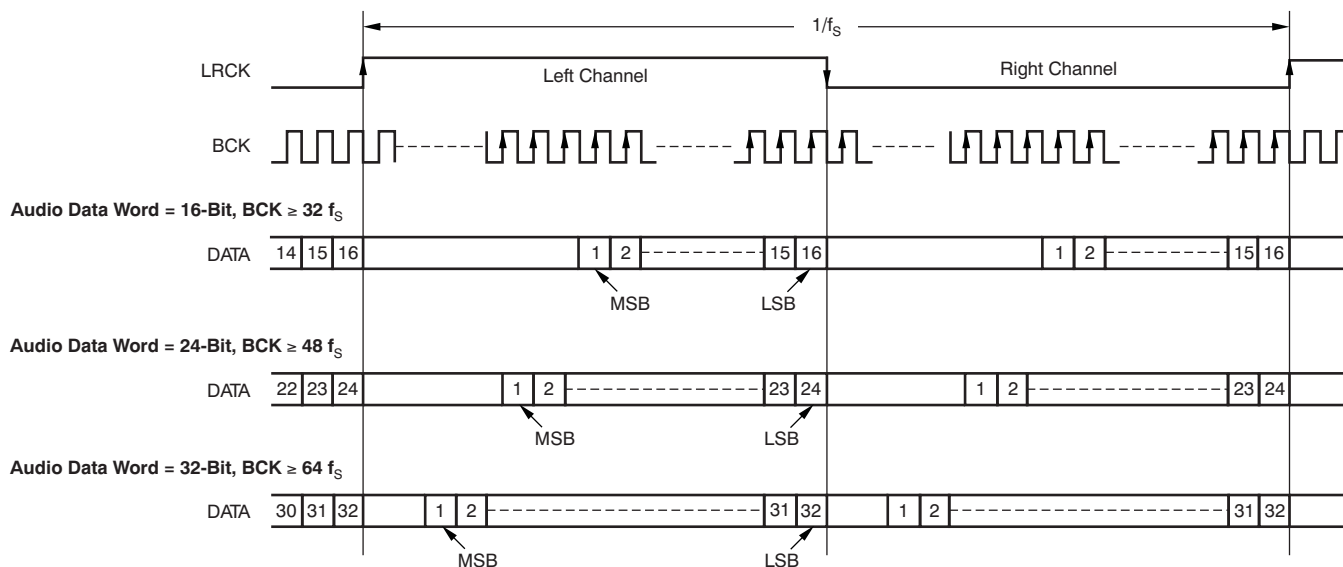 1/fS
LRCK Left Channel Right Channel
BCK
Audio Data Word = 16-Bit, BCK ≥ 32 fS
DATA 14 15 16 1 2 15 16 1 2 15 16
MSB LSB
Audio Data Word = 24-Bit, BCK ≥ 48 fS
DATA 22 23 24 1 2 23 24 1 2 23 24
MSB LSB
Audio Data Word = 32-Bit, BCK ≥ 64 fS
DATA 30 31 32 1 2 31 32 1 2 31 32
MSB LSB